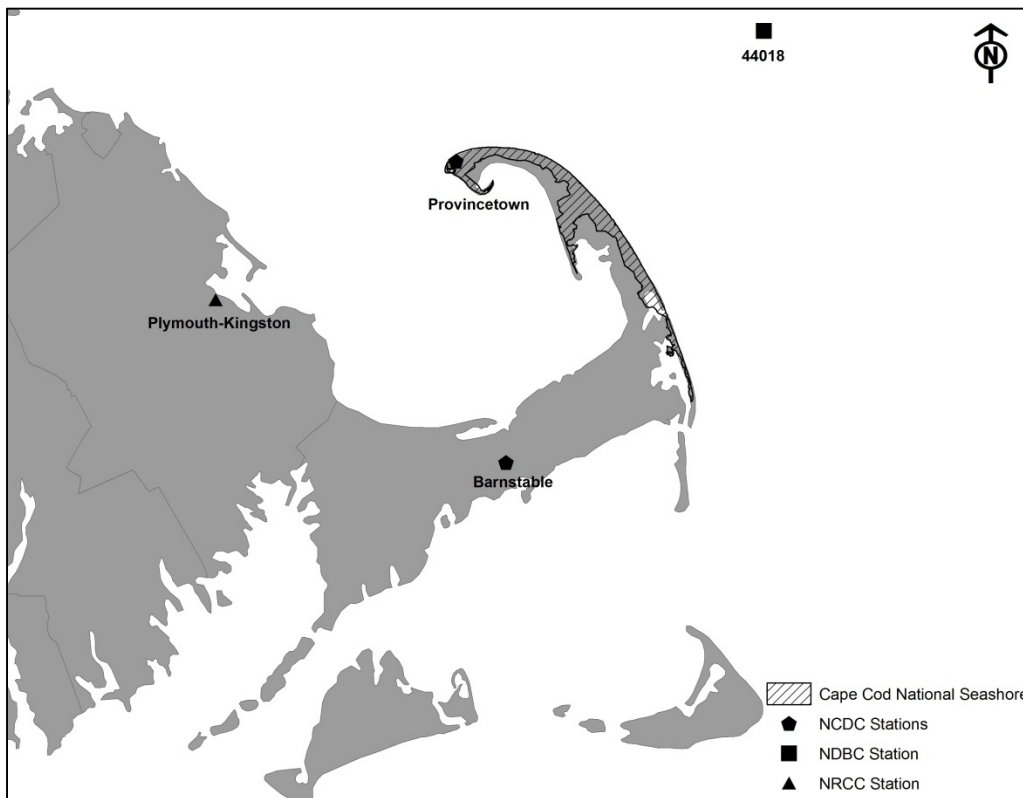 44018
N
Provincetown
Plymouth-Kingston
Barnstable
Cape Cod National Seashore
NCDC Stations
NDBC Station
NRCC Station